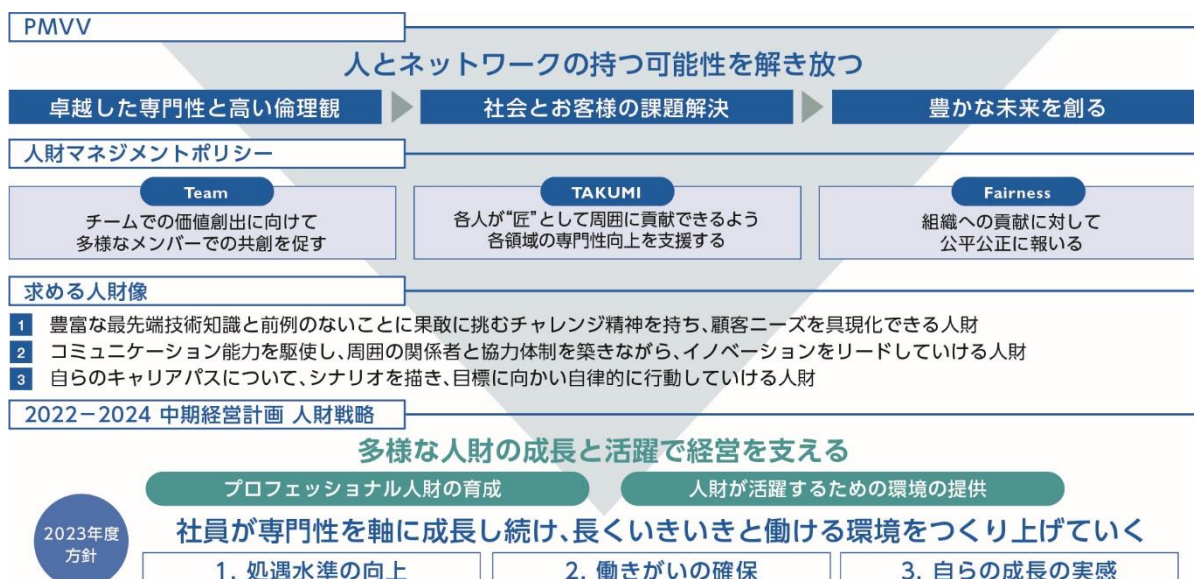 PMVV
人とネットワークの持つ可能性を解き放つ
卓越した専門性と高い倫理観
社会とお客様の課題解決
豊かな未来を創る
人財マネジメントポリシー
Team
チームでの価値創出に向けて
多様なメンバーでの共創を促す
TAKUMI
各人が“匠”として周囲に貢献できるよう
各領域の専門性向上を支援する
Fairness
組織への貢献に対して
公平公正に報いる
求める人財像
1 豊富な最先端技術知識と前例のないことに果敢に挑むチャレンジ精神を持ち、顧客ニーズを具現化できる人財
2 コミュニケーション能力を駆使し、周囲の関係者と協力体制を築きながら、イノベーションをリードしていける人財
3 自らのキャリアパスについて、シナリオを描き、目標に向かい自律的に行動していける人財
2022－2024 中期経営計画 人財戦略
多様な人財の成長と活躍で経営を支える
プロフェッショナル人財の育成
人財が活躍するための環境の提供
2023年度
方針
社員が専門性を軸に成長し続け、長くいきいきと働ける環境をつくり上げていく
1. 処遇水準の向上
2. 働きがいの確保
3. 自らの成長の実感